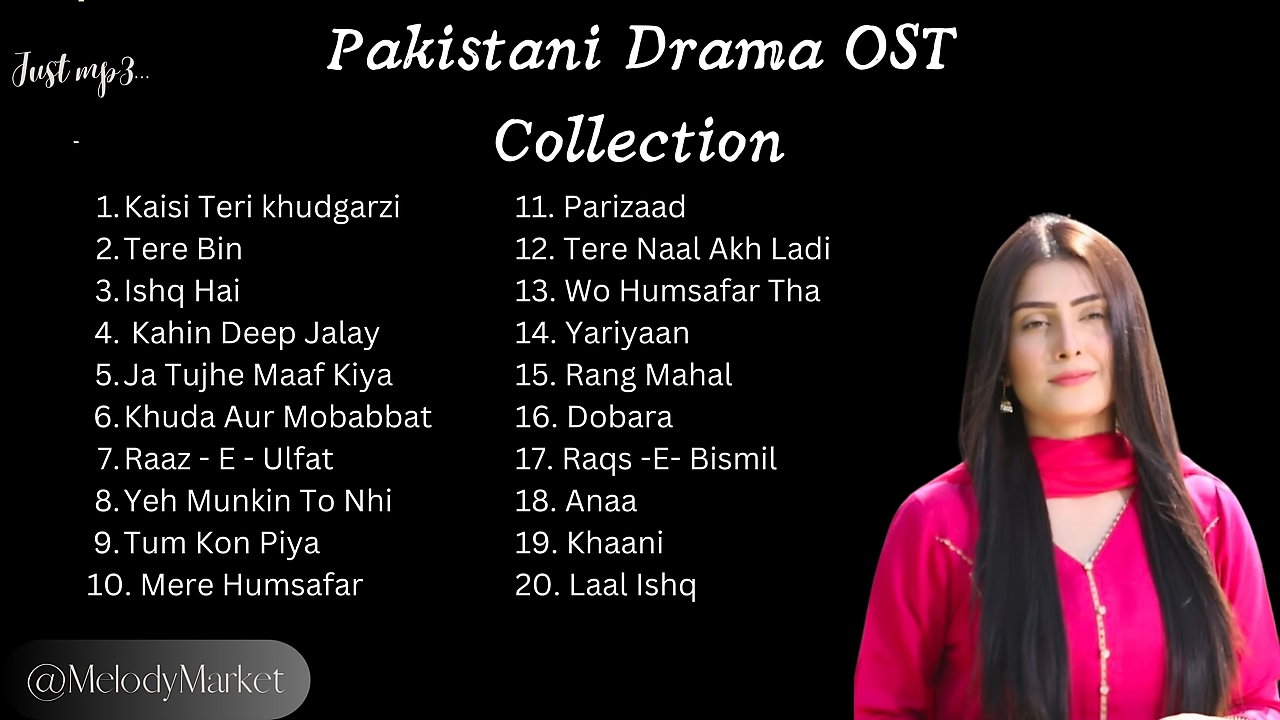 Just mp3...
Pakistani Drama OST
Collection
-
1. Kaisi Teri khudgarzi
2. Tere Bin
3. Ishq Hai
4. Kahin Deep Jalay
5. Ja Tujhe Maaf Kiya
6. Khuda Aur Mobabbat
7. Raaz - E - Ulfat
8. Yeh Munkin To Nhi
9. Tum Kon Piya
10. Mere Humsafar
11. Parizaad
12. Tere Naal Akh Ladi
13. Wo Humsafar Tha
14. Yariyaan
15. Rang Mahal
16. Dobara
17. Raqs -E- Bismil
18. Anaa
19. Khaani
20. Laal Ishq
@MelodyMarket